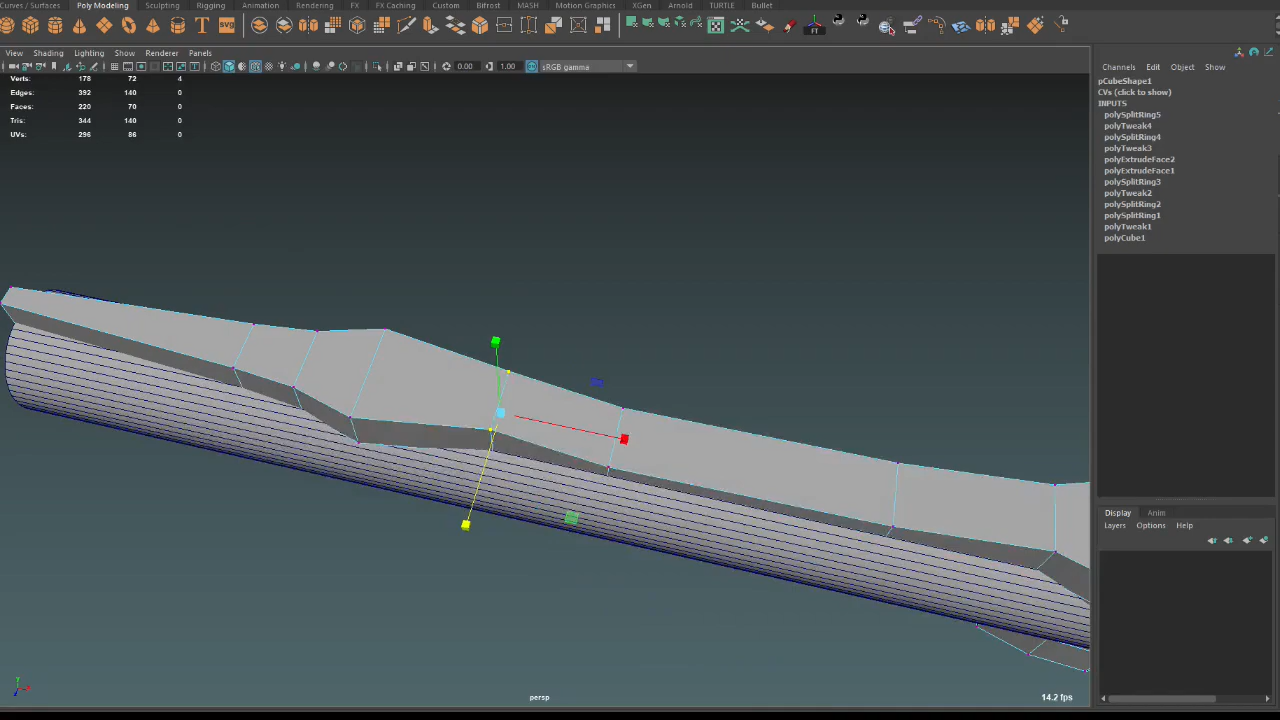 Curves / Surfaces Poly Modeling Sculpting Rigging Animation Rendering FX FX Caching Custom Bifrost MASH Motion Graphics XGen Arnold TURTLE Bullet
SVG FT
View Shading Lighting Show Renderer Panels
0.00 1.00 sRGB gamma
Verts: 178 72 4
Edges: 392 140 0
Faces: 220 70 0
Tris: 344 140 0
UVs: 296 86 0
persp
14.2 fps
Channels Edit Object Show
pCubeShape1
CVs (click to show)
INPUTS
polySplitRing5
polyTweak4
polySplitRing4
polyTweak3
polyExtrudeFace2
polyExtrudeFace1
polySplitRing3
polyTweak2
polySplitRing2
polySplitRing1
polyTweak1
polyCube1
Display Anim
Layers Options Help